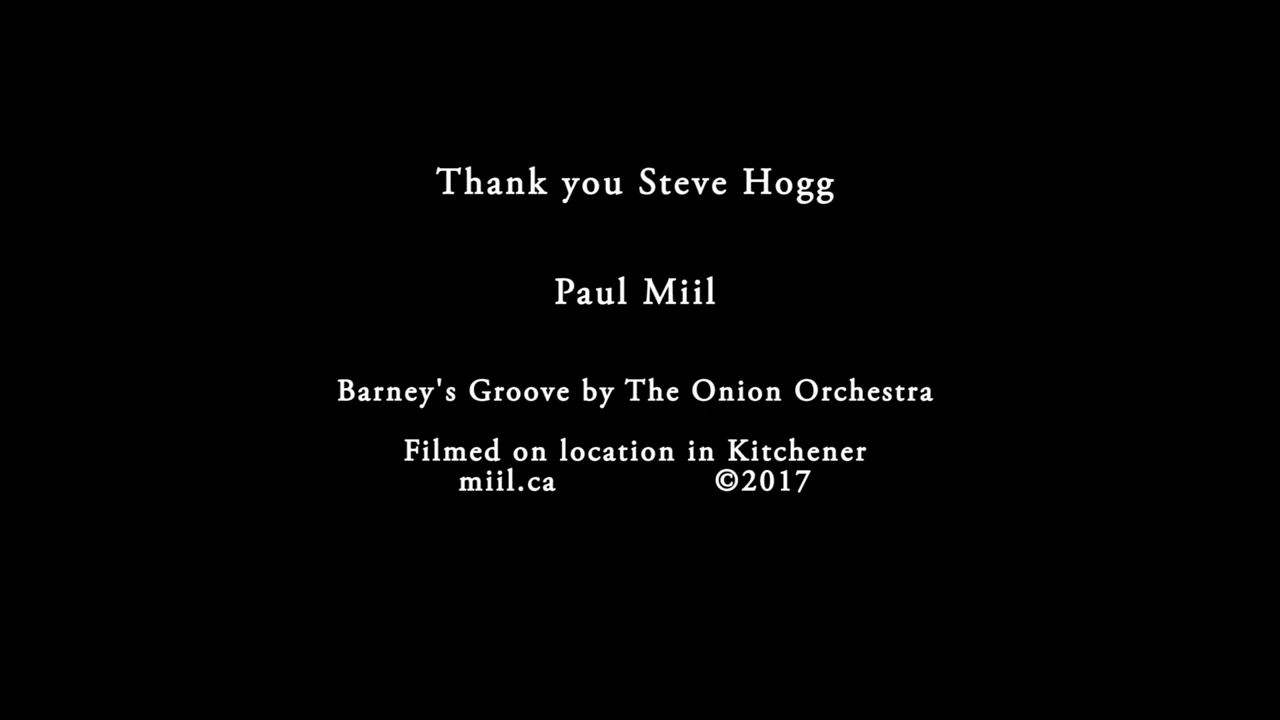 Thank you Steve Hogg
Paul Miil
Barney's Groove by The Onion Orchestra
Filmed on location in Kitchener
miil.ca ©2017